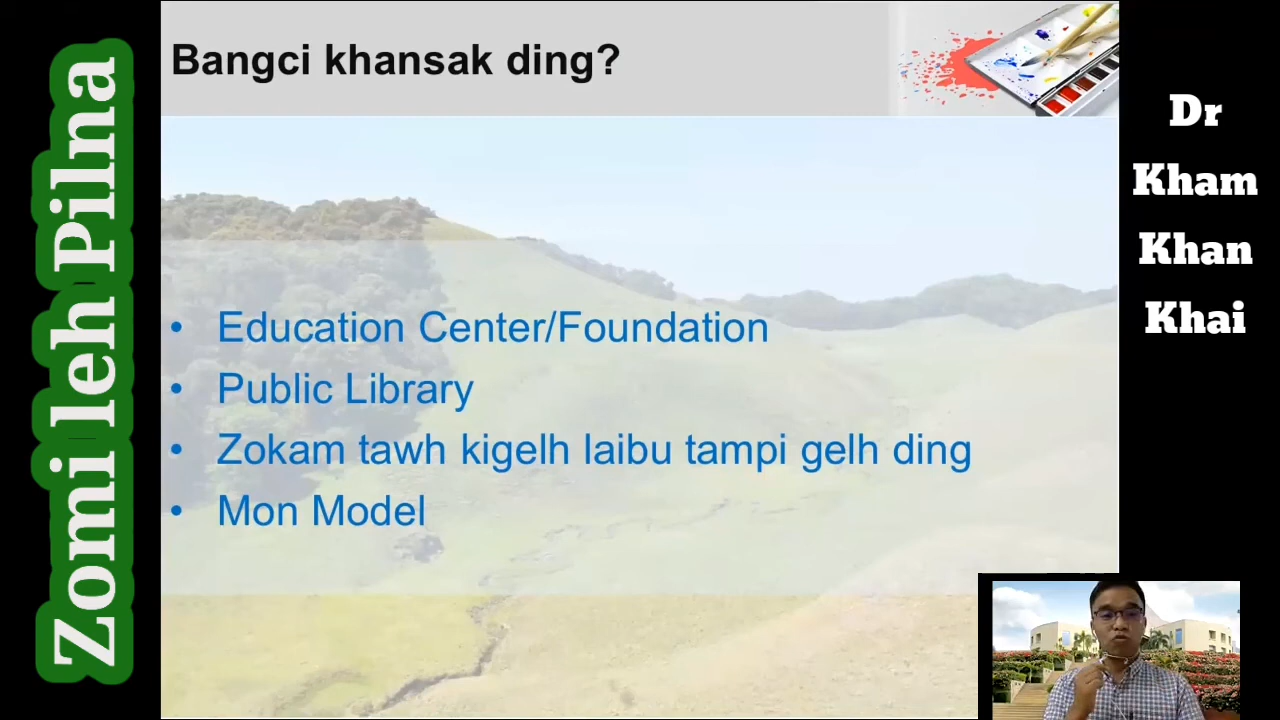 Zomi leh Pilna
Bangci khansak ding?
• Education Center/Foundation
• Public Library
• Zokam tawh kigelh laibu tampi gelh ding
• Mon Model
Dr
Kham
Khan
Khai